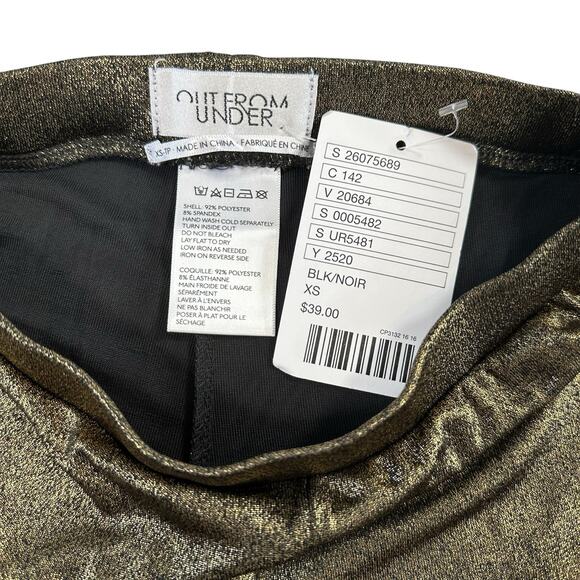 OUT FROM
UNDER
XS-TP · MADE IN CHINA · FABRIQUÉ EN CHINE
SHELL: 92% POLYESTER
8% SPANDEX
HAND WASH COLD SEPARATELY
TURN INSIDE OUT
DO NOT BLEACH
LAY FLAT TO DRY
LOW IRON AS NEEDED
IRON ON REVERSE SIDE
COQUILLE: 92% POLYESTER
8% ÉLASTHANNE
MAIN FROIDE DE LAVAGE
SÉPARÉMENT
LAVER À L'ENVERS
NE PAS BLANCHIR
POSER À PLAT POUR LE
SÉCHAGE
S 26075689
C 142
V 20684
S 0005482
S UR5481
Y 2520
BLK/NOIR
XS
$39.00
CP3132 16 16